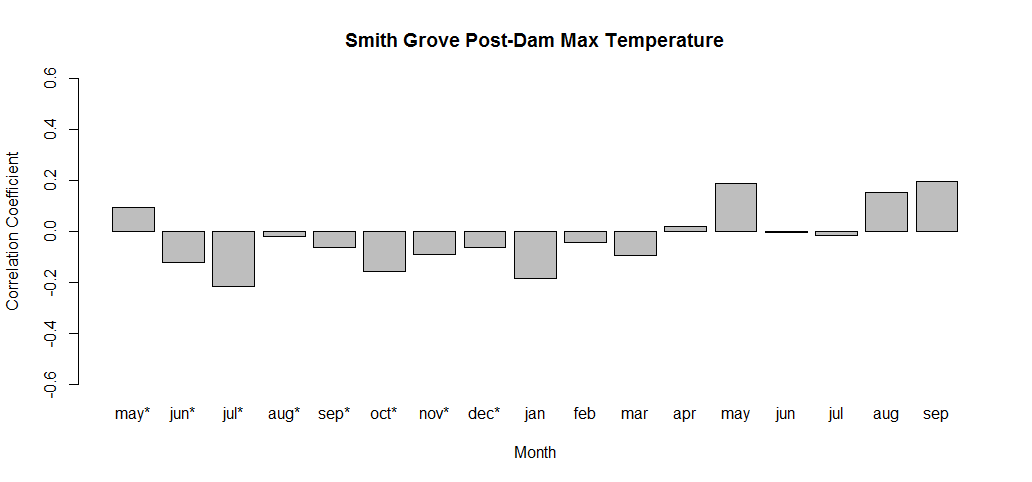 Smith Grove Post-Dam Max Temperature
Correlation Coefficient
0.6
0.4
0.2
0.0
-0.2
-0.4
-0.6
may* jun* jul* aug* sep* oct* nov* dec* jan feb mar apr may jun jul aug sep
Month